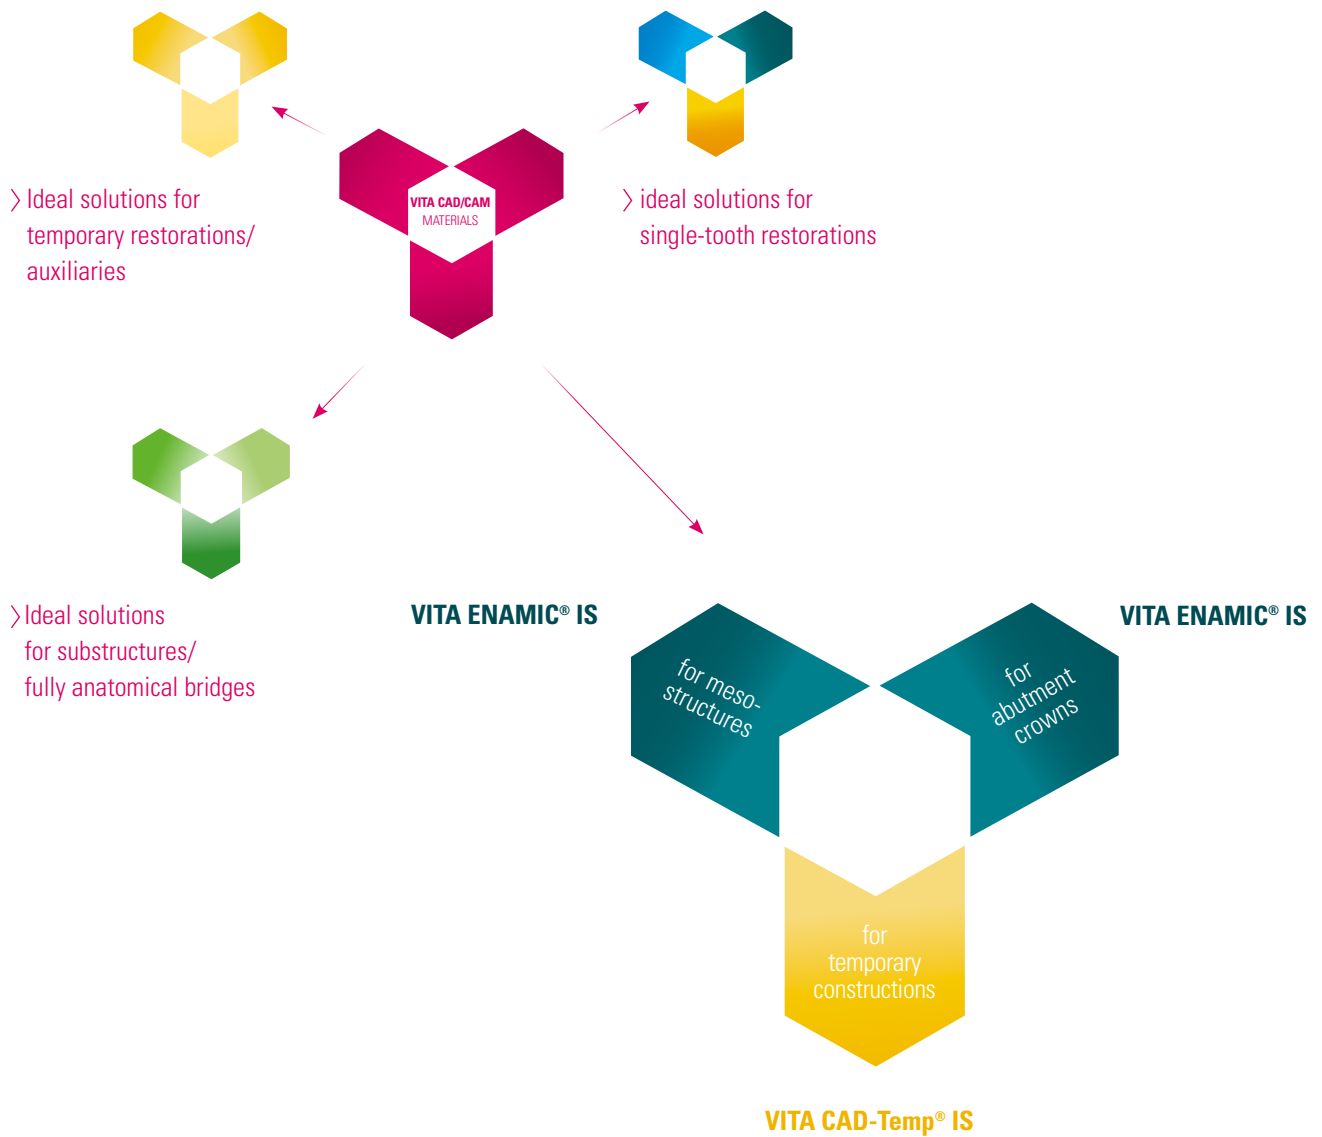 VITA CAD/CAM
MATERIALS
〉Ideal solutions for
temporary restorations/
auxiliaries
〉ideal solutions for
single-tooth restorations
〉Ideal solutions
for substructures/
fully anatomical bridges
VITA ENAMIC® IS
for meso-
structures
VITA ENAMIC® IS
for
abutment
crowns
for
temporary
constructions
VITA CAD-Temp® IS